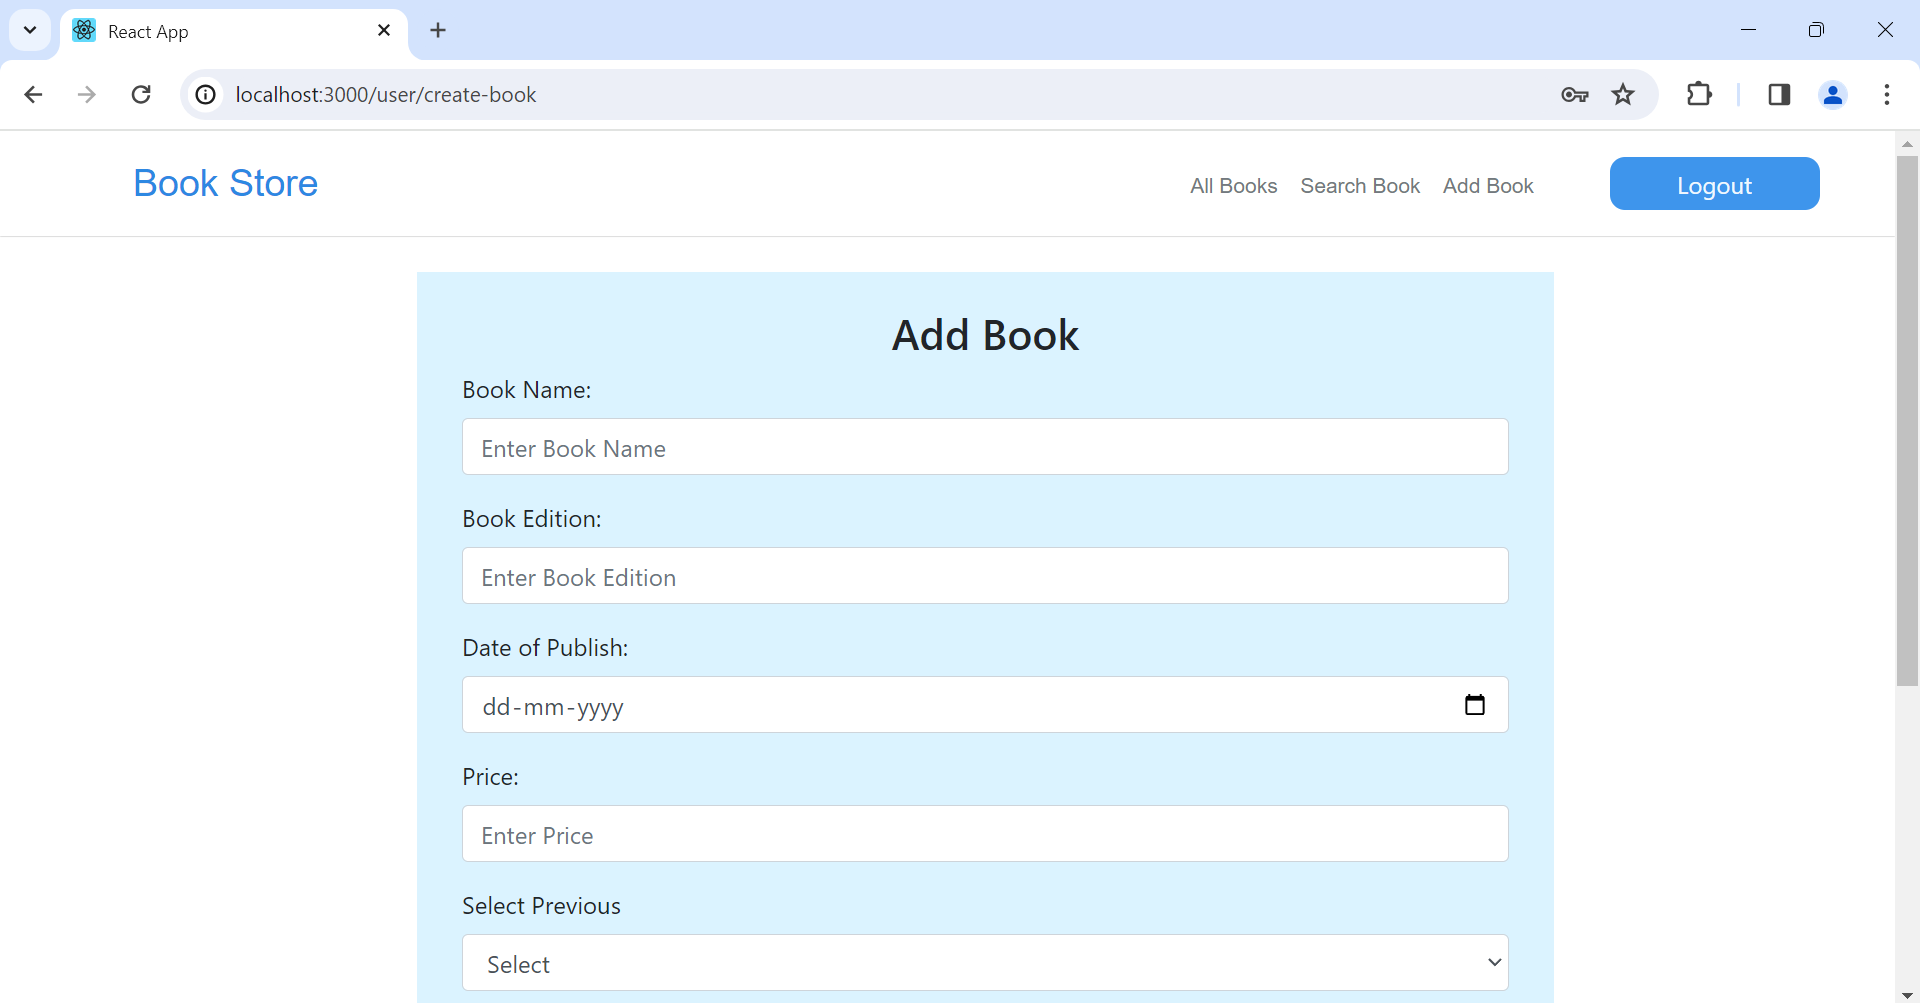 React App
localhost:3000/user/create-book
Book Store
All Books Search Book Add Book Logout
Add Book
Book Name:
Enter Book Name
Book Edition:
Enter Book Edition
Date of Publish:
dd-mm-yyyy
Price:
Enter Price
Select Previous
Select